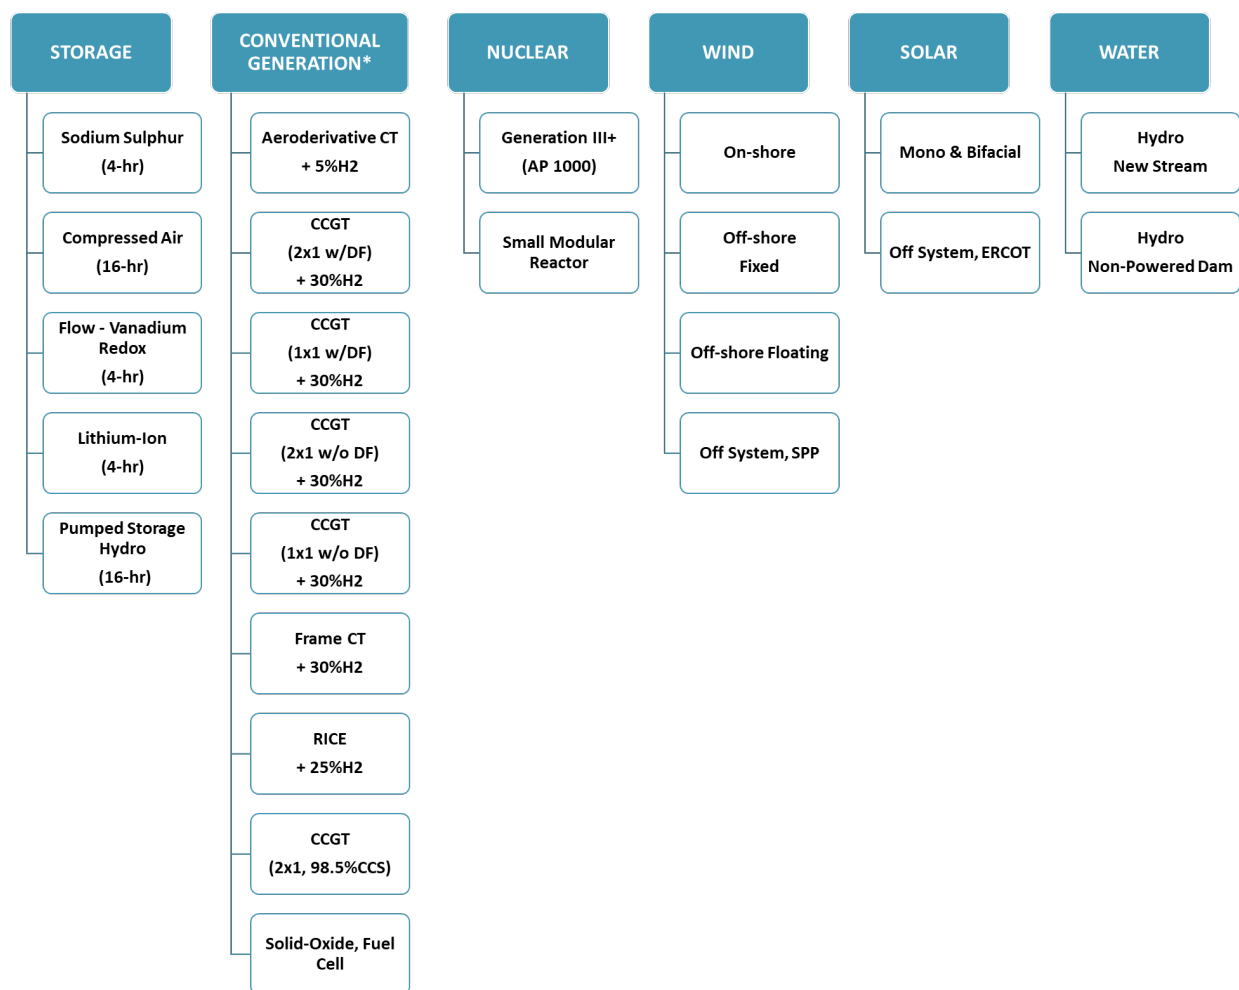 STORAGE
Sodium Sulphur
(4-hr)
Compressed Air
(16-hr)
Flow - Vanadium
Redox
(4-hr)
Lithium-Ion
(4-hr)
Pumped Storage
Hydro
(16-hr)
CONVENTIONAL
GENERATION*
Aeroderivative CT
+ 5%H2
CCGT
(2x1 w/DF)
+ 30%H2
CCGT
(1x1 w/DF)
+ 30%H2
CCGT
(2x1 w/o DF)
+ 30%H2
CCGT
(1x1 w/o DF)
+ 30%H2
Frame CT
+ 30%H2
RICE
+ 25%H2
CCGT
(2x1, 98.5%CCS)
Solid-Oxide, Fuel
Cell
NUCLEAR
Generation III+
(AP 1000)
Small Modular
Reactor
WIND
On-shore
Off-shore
Fixed
Off-shore Floating
Off System, SPP
SOLAR
Mono & Bifacial
Off System, ERCOT
WATER
Hydro
New Stream
Hydro
Non-Powered Dam